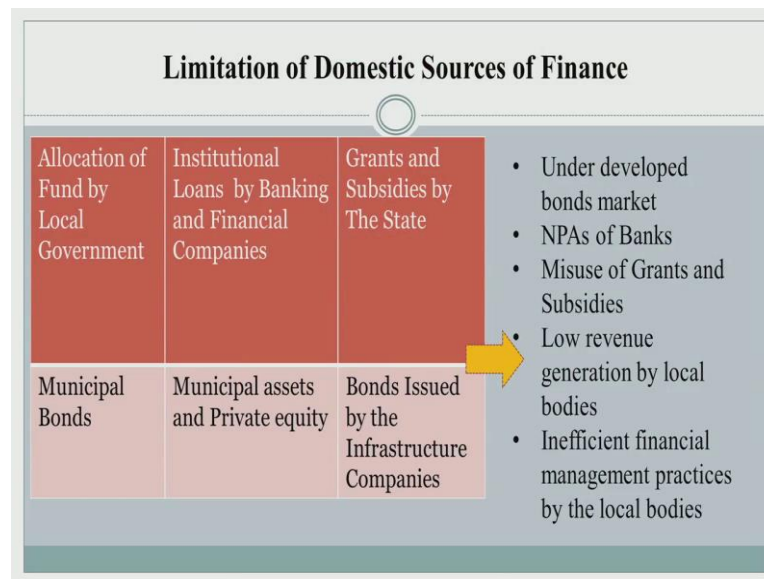 Limitation of Domestic Sources of Finance
Allocation of
Fund by
Local
Government
Institutional
Loans by Banking
and Financial
Companies
Grants and
Subsidies by
The State
Municipal
Bonds
Municipal assets
and Private equity
Bonds Issued
by the
Infrastructure
Companies
• Under developed
bonds market
• NPAs of Banks
• Misuse of Grants and
Subsidies
• Low revenue
generation by local
bodies
• Inefficient financial
management practices
by the local bodies